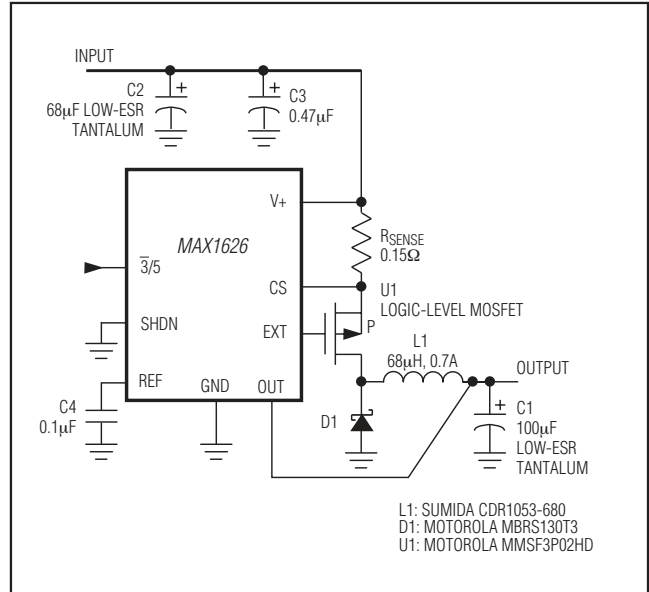 INPUT
C2
68µF LOW-ESR
TANTALUM
+
C3
0.47µF
+
MAX1626
V+
3̅/5
CS
SHDN
EXT
REF
GND
OUT
RSENSE
0.15Ω
U1
LOGIC-LEVEL MOSFET
P
L1
68µH, 0.7A
OUTPUT
C4
0.1µF
D1
+
C1
100µF
LOW-ESR
TANTALUM
L1: SUMIDA CDR1053-680
D1: MOTOROLA MBRS130T3
U1: MOTOROLA MMSF3P02HD